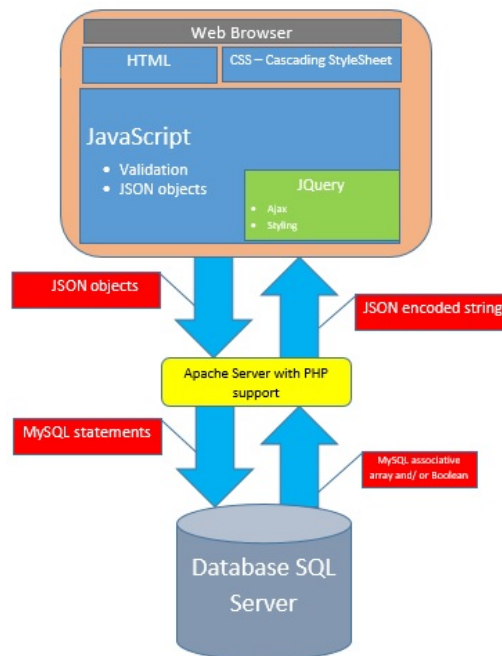 Web Browser
HTML
CSS – Cascading StyleSheet
JavaScript
• Validation
• JSON objects
JQuery
• Ajax
• Styling
JSON objects
JSON encoded string
Apache Server with PHP
support
MySQL statements
MySQL associative
array and/ or Boolean
Database SQL
Server